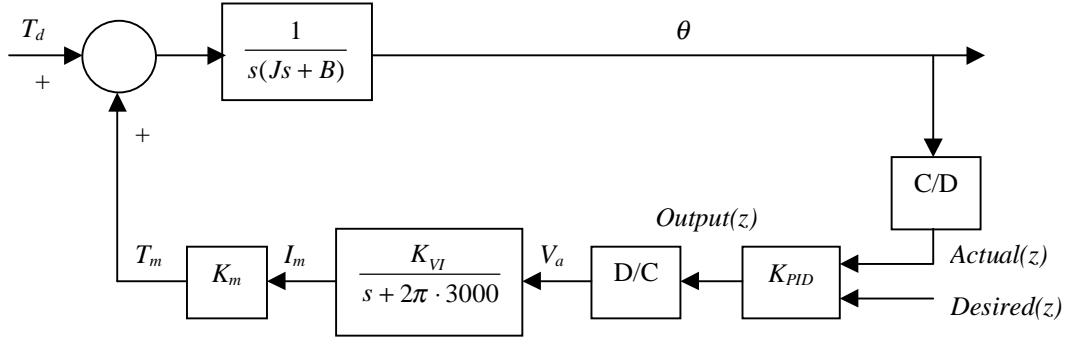 T_d
+
+
1
s(Js + B)
θ
C/D
Output(z)
Actual(z)
Desired(z)
K_PID
D/C
V_a
K_VI
s + 2π · 3000
I_m
K_m
T_m